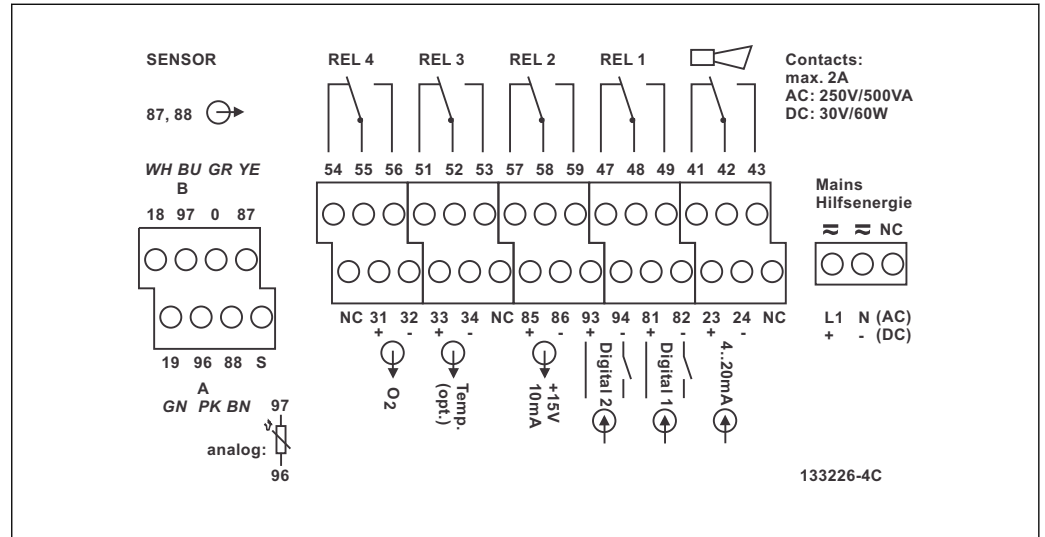 SENSOR
REL 4 REL 3 REL 2 REL 1
Contacts:
max. 2A
AC: 250V/500VA
DC: 30V/60W
87, 88
WH BU GR YE
B
18 97 0 87
54 55 56 51 52 53 57 58 59 47 48 49 41 42 43
Mains
Hilfsenergie
≂ ≂ NC
NC 31 32 33 34 NC 85 86 93 94 81 82 23 24 NC
+ - + - + - + - + - + -
L1 N (AC)
+ - (DC)
19 96 88 S
A
GN PK BN
O2
Temp.
(opt.)
+15V
10mA
Digital 2
Digital 1
4..20mA
97
ϑ
analog:
96
133226-4C